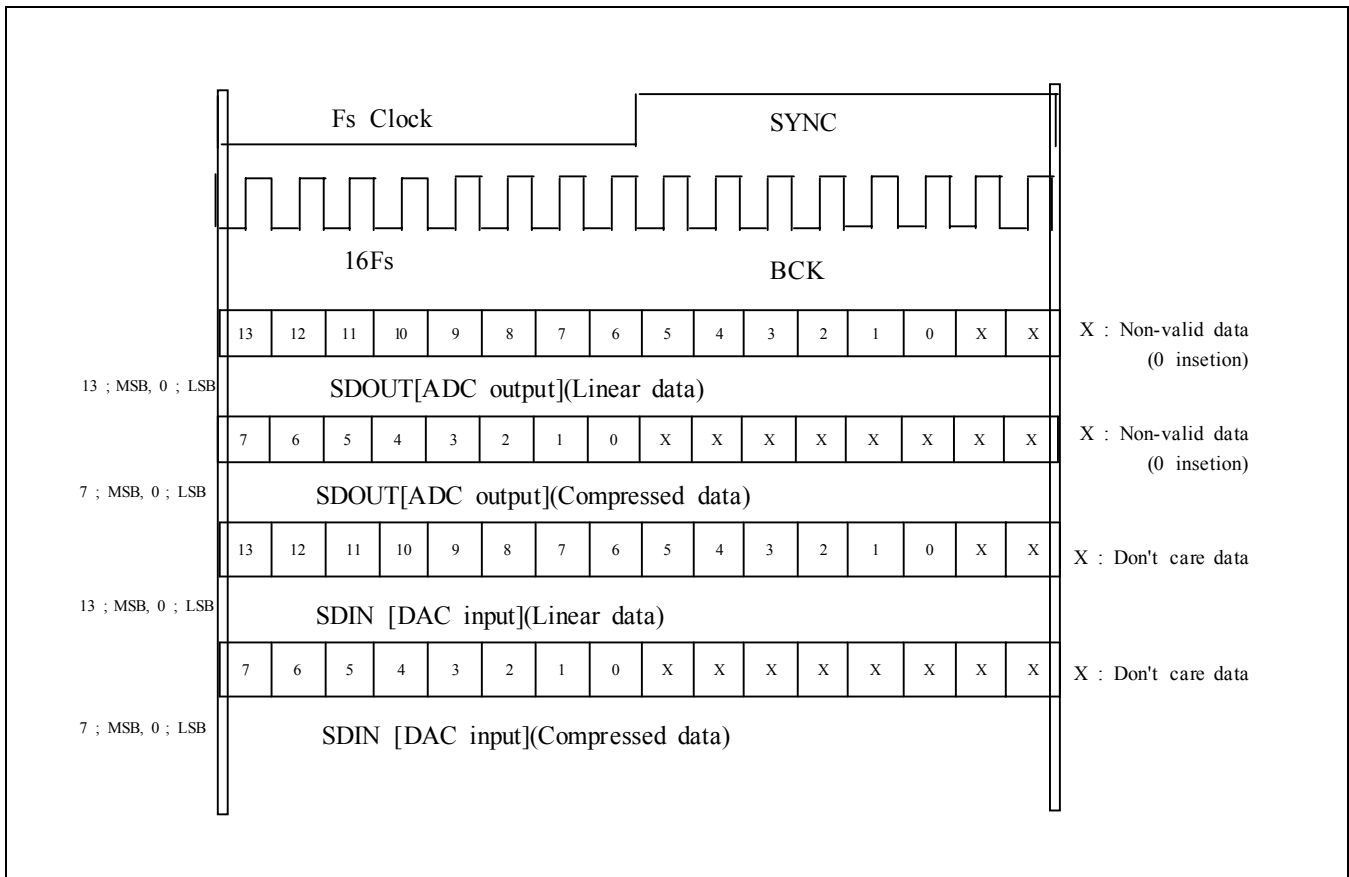 Fs Clock SYNC
16Fs BCK
13 12 11 10 9 8 7 6 5 4 3 2 1 0 X X
X : Non-valid data
(0 insetion)
13 ; MSB, 0 ; LSB
SDOUT[ADC output](Linear data)
7 6 5 4 3 2 1 0 X X X X X X X X
X : Non-valid data
(0 insetion)
7 ; MSB, 0 ; LSB
SDOUT[ADC output](Compressed data)
13 12 11 10 9 8 7 6 5 4 3 2 1 0 X X
X : Don't care data
13 ; MSB, 0 ; LSB
SDIN [DAC input](Linear data)
7 6 5 4 3 2 1 0 X X X X X X X X
X : Don't care data
7 ; MSB, 0 ; LSB
SDIN [DAC input](Compressed data)